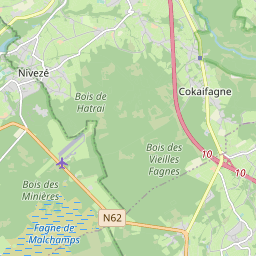 Nivezé
Bois de
Hatrai
Cokaifagne
Bois des
Vieilles
Fagnes
10
10
Bois des
Minières
N62
Fagne de
Malchamps